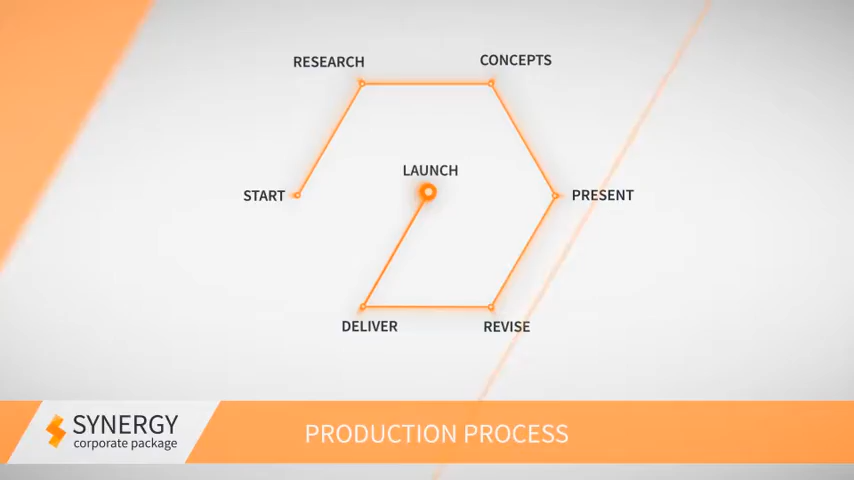 RESEARCH
CONCEPTS
LAUNCH
START
PRESENT
DELIVER
REVISE
SYNERGY
corporate package
PRODUCTION PROCESS